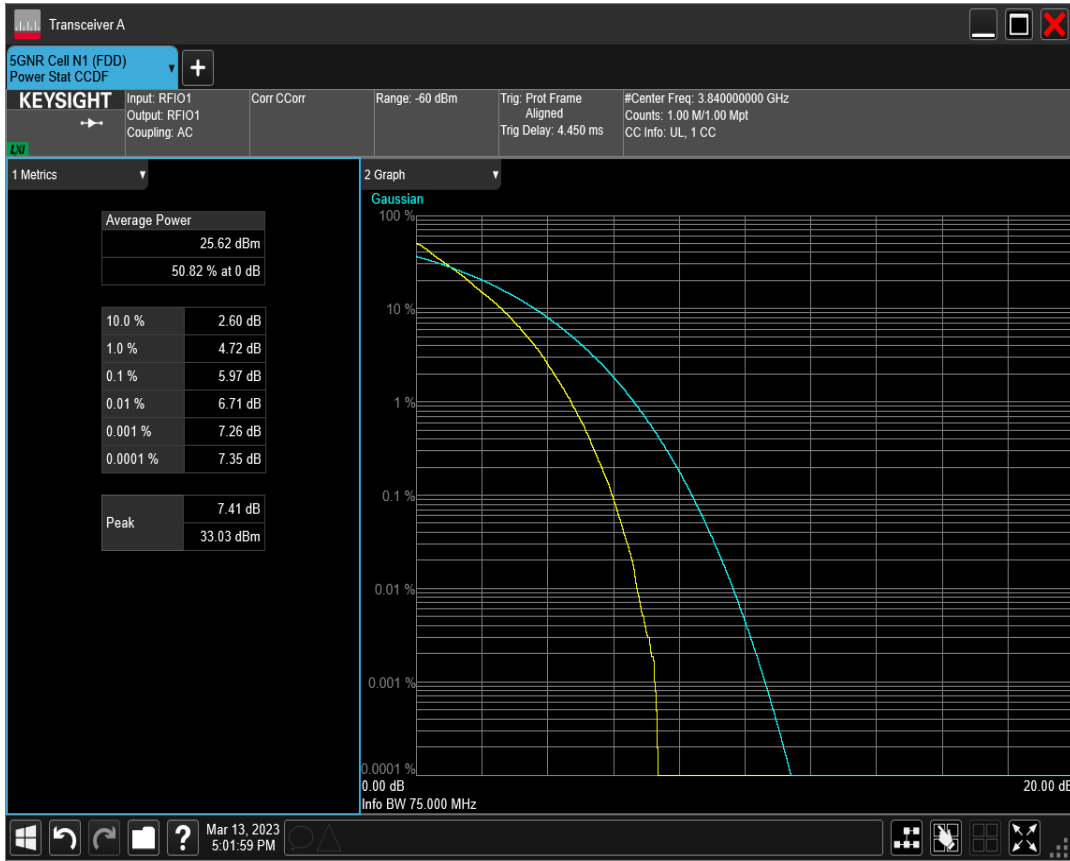 Transceiver A
5GNR Cell N1 (FDD)
Power Stat CCDF
+
KEYSIGHT
LXI
Input: RFIO1
Output: RFIO1
Coupling: AC
Corr CCorr
Range: -60 dBm
Trig: Prot Frame
Aligned
Trig Delay: 4.450 ms
#Center Freq: 3.840000000 GHz
Counts: 1.00 M/1.00 Mpt
CC Info: UL, 1 CC
1 Metrics
Average Power
25.62 dBm
50.82 % at 0 dB
10.0 % 2.60 dB
1.0 % 4.72 dB
0.1 % 5.97 dB
0.01 % 6.71 dB
0.001 % 7.26 dB
0.0001 % 7.35 dB
Peak 7.41 dB
33.03 dBm
2 Graph
Gaussian
100 %
10 %
1 %
0.1 %
0.01 %
0.001 %
0.0001 %
0.00 dB 20.00 dB
Info BW 75.000 MHz
?
Mar 13, 2023
5:01:59 PM